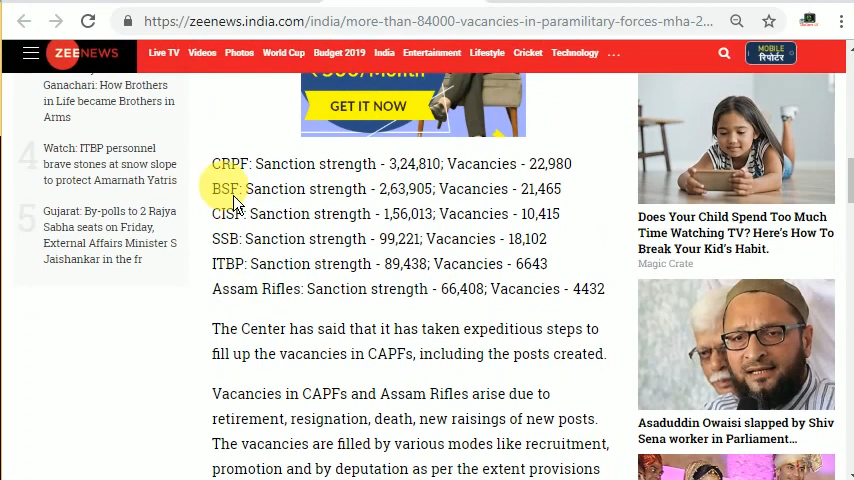 https://zeenews.india.com/india/more-than-84000-vacancies-in-paramilitary-forces-mha-2...
ZEENEWS
Live TV Videos Photos World Cup Budget 2019 India Entertainment Lifestyle Cricket Technology ...
MOBILE
रिपोर्टर
Ganachari: How Brothers
in Life became Brothers in
Arms
4
Watch: ITBP personnel
brave stones at snow slope
to protect Amarnath Yatris
5
Gujarat: By-polls to 2 Rajya
Sabha seats on Friday,
External Affairs Minister S
Jaishankar in the fr
GET IT NOW
CRPF: Sanction strength - 3,24,810; Vacancies - 22,980
BSF: Sanction strength - 2,63,905; Vacancies - 21,465
CISF: Sanction strength - 1,56,013; Vacancies - 10,415
SSB: Sanction strength - 99,221; Vacancies - 18,102
ITBP: Sanction strength - 89,438; Vacancies - 6643
Assam Rifles: Sanction strength - 66,408; Vacancies - 4432
The Center has said that it has taken expeditious steps to
fill up the vacancies in CAPFs, including the posts created.
Vacancies in CAPFs and Assam Rifles arise due to
retirement, resignation, death, new raisings of new posts.
The vacancies are filled by various modes like recruitment,
promotion and by deputation as per the extent provisions
Does Your Child Spend Too Much
Time Watching TV? Here's How To
Break Your Kid's Habit.
Magic Crate
Asaduddin Owaisi slapped by Shiv
Sena worker in Parliament...